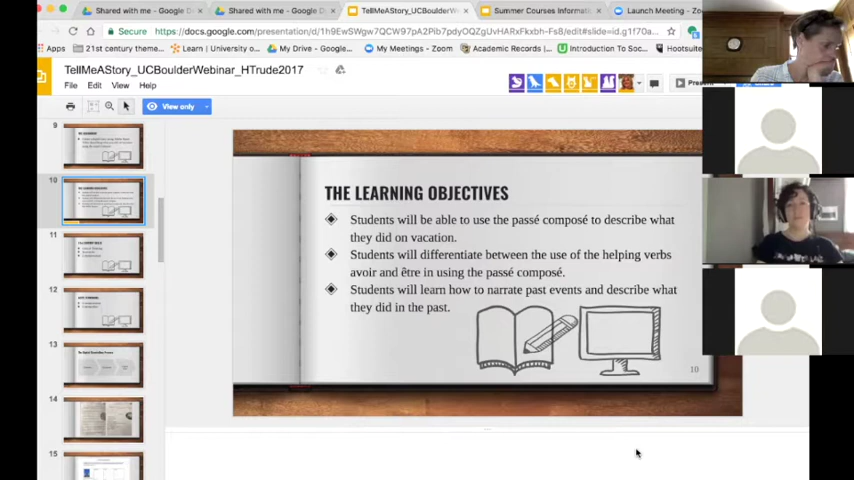 Shared with me - Google D
Shared with me - Google D
TellMeAStory_UCBoulderWe
Summer Courses Informati
Launch Meeting - Zo
Secure
https://docs.google.com/presentation/d/1h9EwSWgw7QCW97pA2Pib7pdyOQZgUvHARxFkxbh-Fs8/edit#slide=id.g1f70a...
Apps
21st century theme...
Learn | University o...
My Drive - Google...
My Meetings - Zoom
Academic Records |...
Introduction To Soc...
Hootsuite
TellMeAStory_UCBoulderWebinar_HTrude2017
File Edit View Help
View only
9
10
11
12
13
14
15
THE LEARNING OBJECTIVES
Students will be able to use the passé composé to describe what
they did on vacation.
Students will differentiate between the use of the helping verbs
avoir and être in using the passé composé.
Students will learn how to narrate past events and describe what
they did in the past.
10